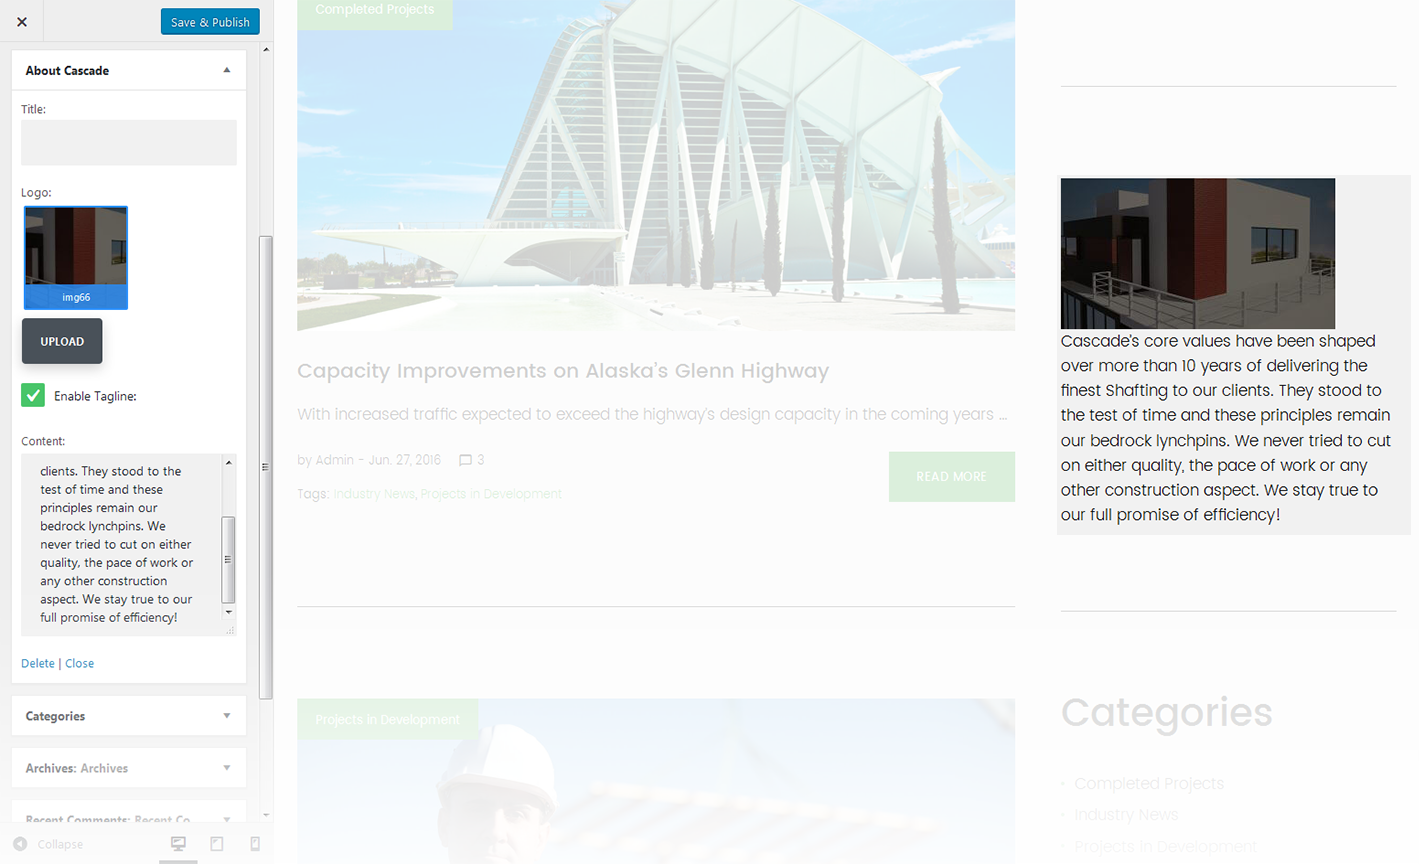 Save & Publish
About Cascade
Title:
Logo:
img66
UPLOAD
Enable Tagline:
Content:
clients. They stood to the
test of time and these
principles remain our
bedrock lynchpins. We
never tried to cut on either
quality, the pace of work or
any other construction
aspect. We stay true to our
full promise of efficiency!
Delete | Close
Categories
Archives: Archives
Recent Comments: Recent Co
Collapse
Completed Projects
Capacity Improvements on Alaska's Glenn Highway
With increased traffic expected to exceed the highway's design capacity in the coming years ...
by Admin - Jun. 27, 2016 3
READ MORE
Tags: Industry News, Projects in Development
Projects in Development
Cascade's core values have been shaped
over more than 10 years of delivering the
finest Shafting to our clients. They stood to
the test of time and these principles remain
our bedrock lynchpins. We never tried to cut
on either quality, the pace of work or any
other construction aspect. We stay true to
our full promise of efficiency!
Categories
Completed Projects
Industry News
Projects in Development